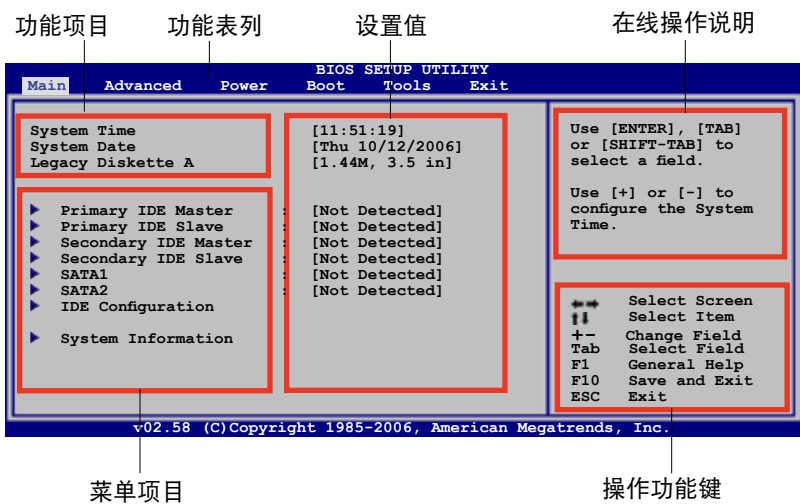 功能项目 功能表列 设置值 在线操作说明
BIOS SETUP UTILITY
Main Advanced Power Boot Tools Exit
System Time [11:51:19]
System Date [Thu 10/12/2006]
Legacy Diskette A [1.44M, 3.5 in]
Primary IDE Master : [Not Detected]
Primary IDE Slave : [Not Detected]
Secondary IDE Master : [Not Detected]
Secondary IDE Slave : [Not Detected]
SATA1 : [Not Detected]
SATA2 : [Not Detected]
IDE Configuration
System Information
Use [ENTER], [TAB]
or [SHIFT-TAB] to
select a field.
Use [+] or [-] to
configure the System
Time.
←→ Select Screen
↑↓ Select Item
+- Change Field
Tab Select Field
F1 General Help
F10 Save and Exit
ESC Exit
v02.58 (C)Copyright 1985-2006, American Megatrends, Inc.
菜单项目 操作功能键